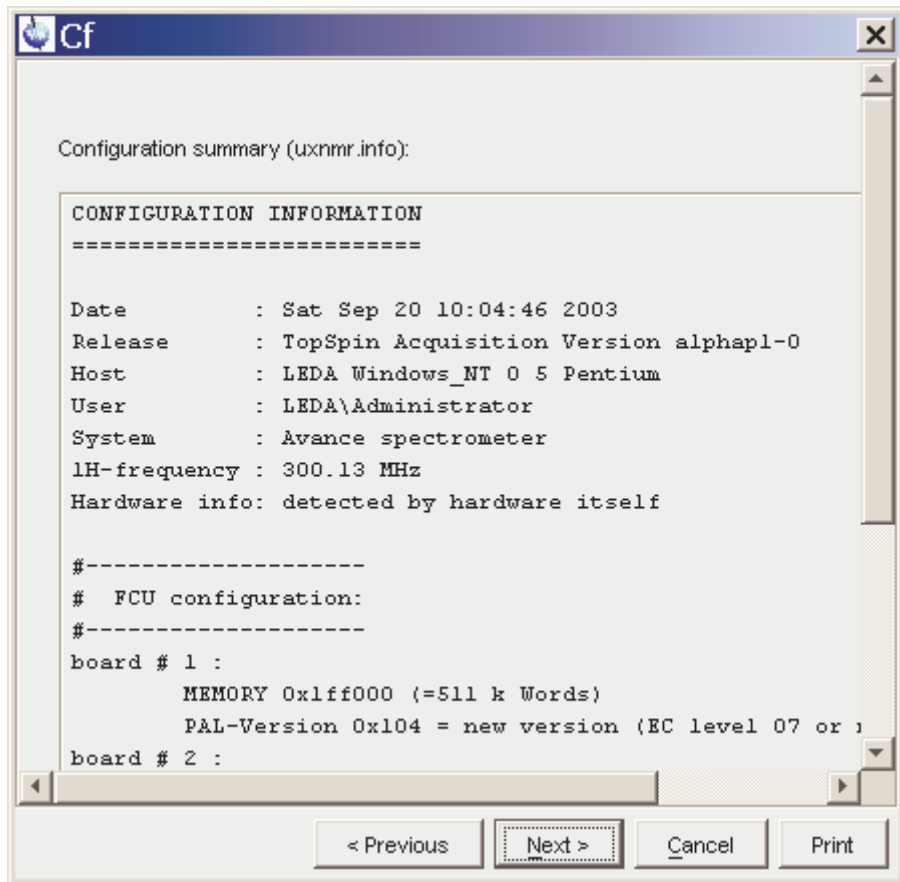 Cf
Configuration summary (uxnmr.info):
CONFIGURATION INFORMATION
=========================
Date : Sat Sep 20 10:04:46 2003
Release : TopSpin Acquisition Version alphapl-0
Host : LEDA Windows_NT 0 5 Pentium
User : LEDA\Administrator
System : Avance spectrometer
1H-frequency : 300.13 MHz
Hardware info: detected by hardware itself
#--------------------
# FCU configuration:
#--------------------
board # 1 :
MEMORY 0x1ff000 (=511 k Words)
PAL-Version 0x104 = new version (EC level 07 or
board # 2 :
< Previous Next > Cancel Print